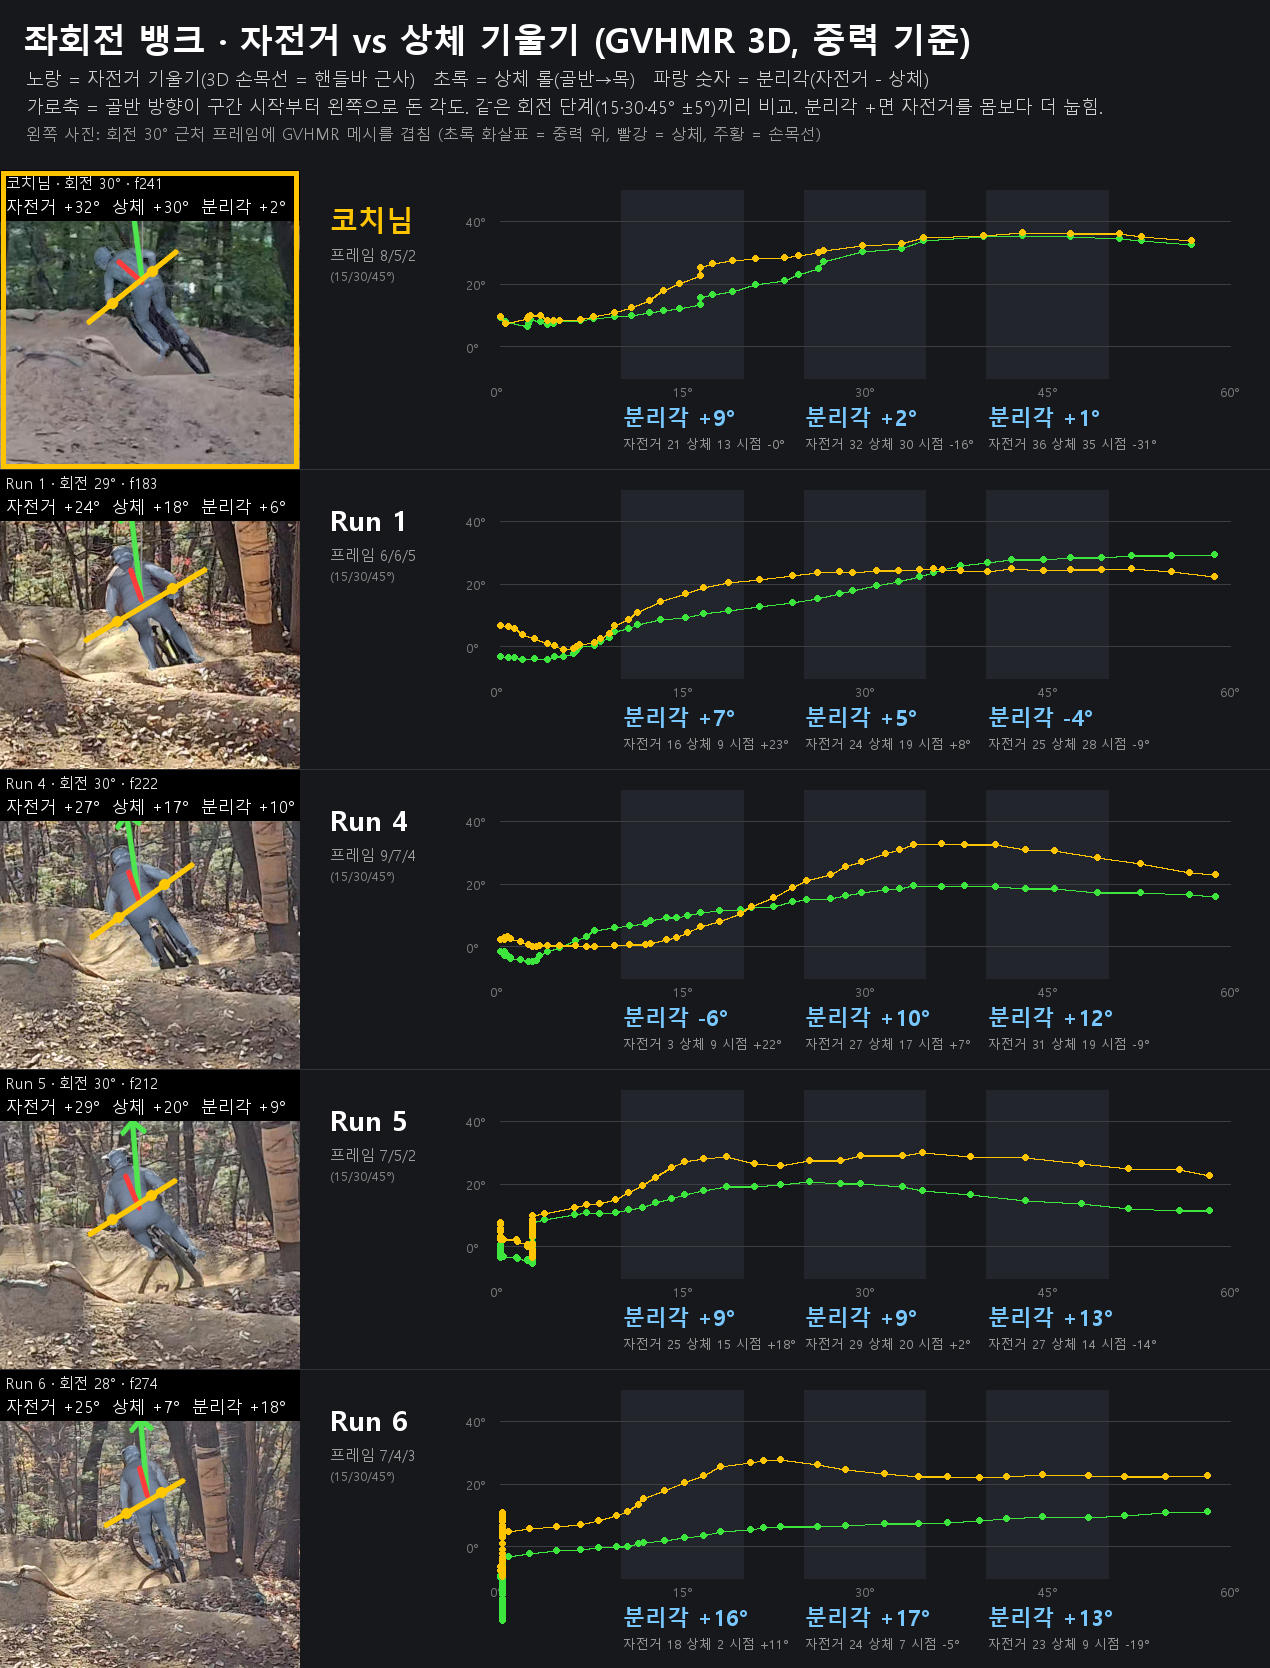 좌회전 뱅크 · 자전거 vs 상체 기울기 (GVHMR 3D, 중력 기준)
노랑 = 자전거 기울기(3D 손목선 = 핸들바 근사)   초록 = 상체 롤(골반→목)   파랑 숫자 = 분리각(자전거 - 상체)
가로축 = 골반 방향이 구간 시작부터 왼쪽으로 돈 각도. 같은 회전 단계(15·30·45° ±5°)끼리 비교. 분리각 +면 자전거를 몸보다 더 눕힘.
왼쪽 사진: 회전 30° 근처 프레임에 GVHMR 메시를 겹침 (초록 화살표 = 중력 위, 빨강 = 상체, 주황 = 손목선)
코치님 · 회전 30° · f241
자전거 +32°  상체 +30°  분리각 +2°
코치님
프레임 8/5/2
(15/30/45°)
40°
20°
0°
0° 15° 30° 45° 60°
분리각 +9° 분리각 +2° 분리각 +1°
자전거 21 상체 13 시점 -0° 자전거 32 상체 30 시점 -16° 자전거 36 상체 35 시점 -31°
Run 1 · 회전 29° · f183
자전거 +24°  상체 +18°  분리각 +6°
Run 1
프레임 6/6/5
(15/30/45°)
40°
20°
0°
0° 15° 30° 45° 60°
분리각 +7° 분리각 +5° 분리각 -4°
자전거 16 상체 9 시점 +23° 자전거 24 상체 19 시점 +8° 자전거 25 상체 28 시점 -9°
Run 4 · 회전 30° · f222
자전거 +27°  상체 +17°  분리각 +10°
Run 4
프레임 9/7/4
(15/30/45°)
40°
20°
0°
0° 15° 30° 45° 60°
분리각 -6° 분리각 +10° 분리각 +12°
자전거 3 상체 9 시점 +22° 자전거 27 상체 17 시점 +7° 자전거 31 상체 19 시점 -9°
Run 5 · 회전 30° · f212
자전거 +29°  상체 +20°  분리각 +9°
Run 5
프레임 7/5/2
(15/30/45°)
40°
20°
0°
0° 15° 30° 45° 60°
분리각 +9° 분리각 +9° 분리각 +13°
자전거 25 상체 15 시점 +18° 자전거 29 상체 20 시점 +2° 자전거 27 상체 14 시점 -14°
Run 6 · 회전 28° · f274
자전거 +25°  상체 +7°  분리각 +18°
Run 6
프레임 7/4/3
(15/30/45°)
40°
20°
0°
0° 15° 30° 45° 60°
분리각 +16° 분리각 +17° 분리각 +13°
자전거 18 상체 2 시점 +11° 자전거 24 상체 7 시점 -5° 자전거 23 상체 9 시점 -19°